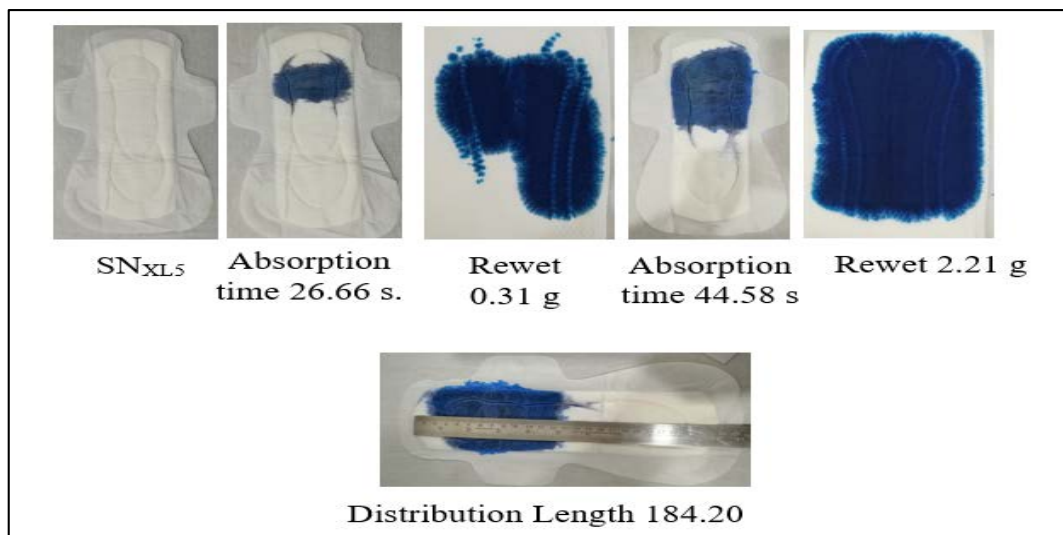 SNXL5
Absorption
time 26.66 s.
Rewet
0.31 g
Absorption
time 44.58 s
Rewet 2.21 g
Distribution Length 184.20